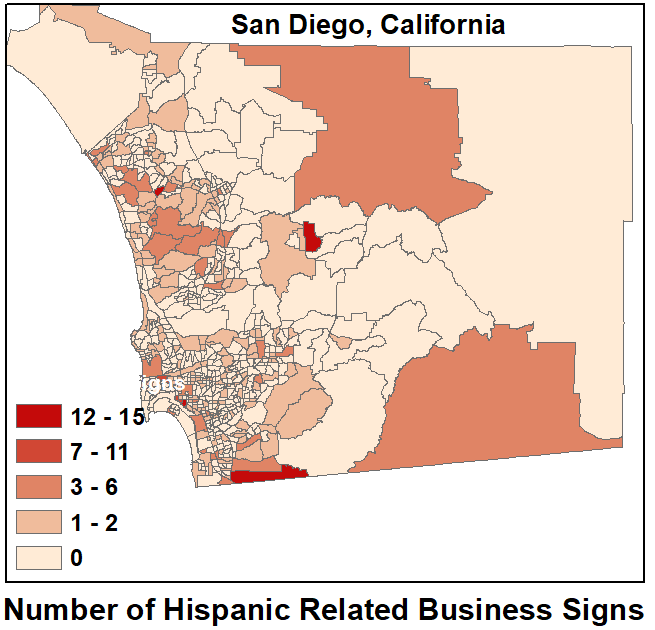 San Diego, California
12 - 15
7 - 11
3 - 6
1 - 2
0
Number of Hispanic Related Business Signs